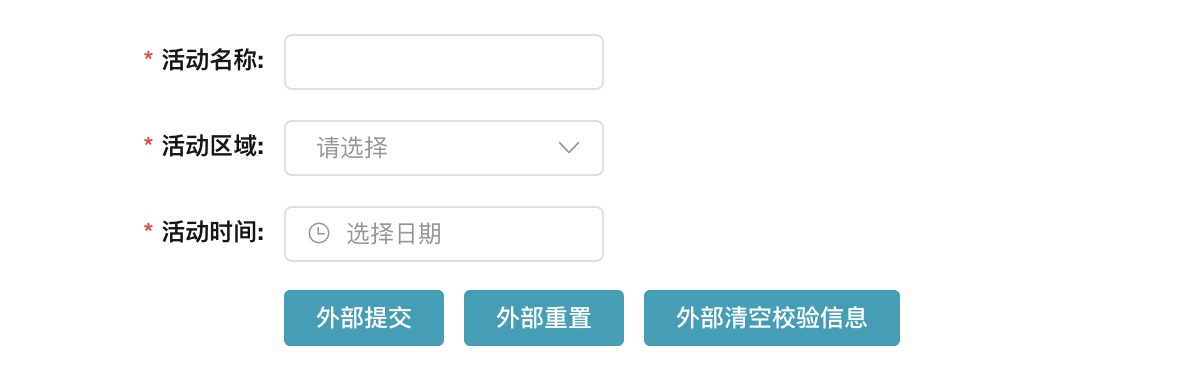 * 活动名称:
* 活动区域: 请选择
* 活动时间: 选择日期
外部提交 外部重置 外部清空校验信息